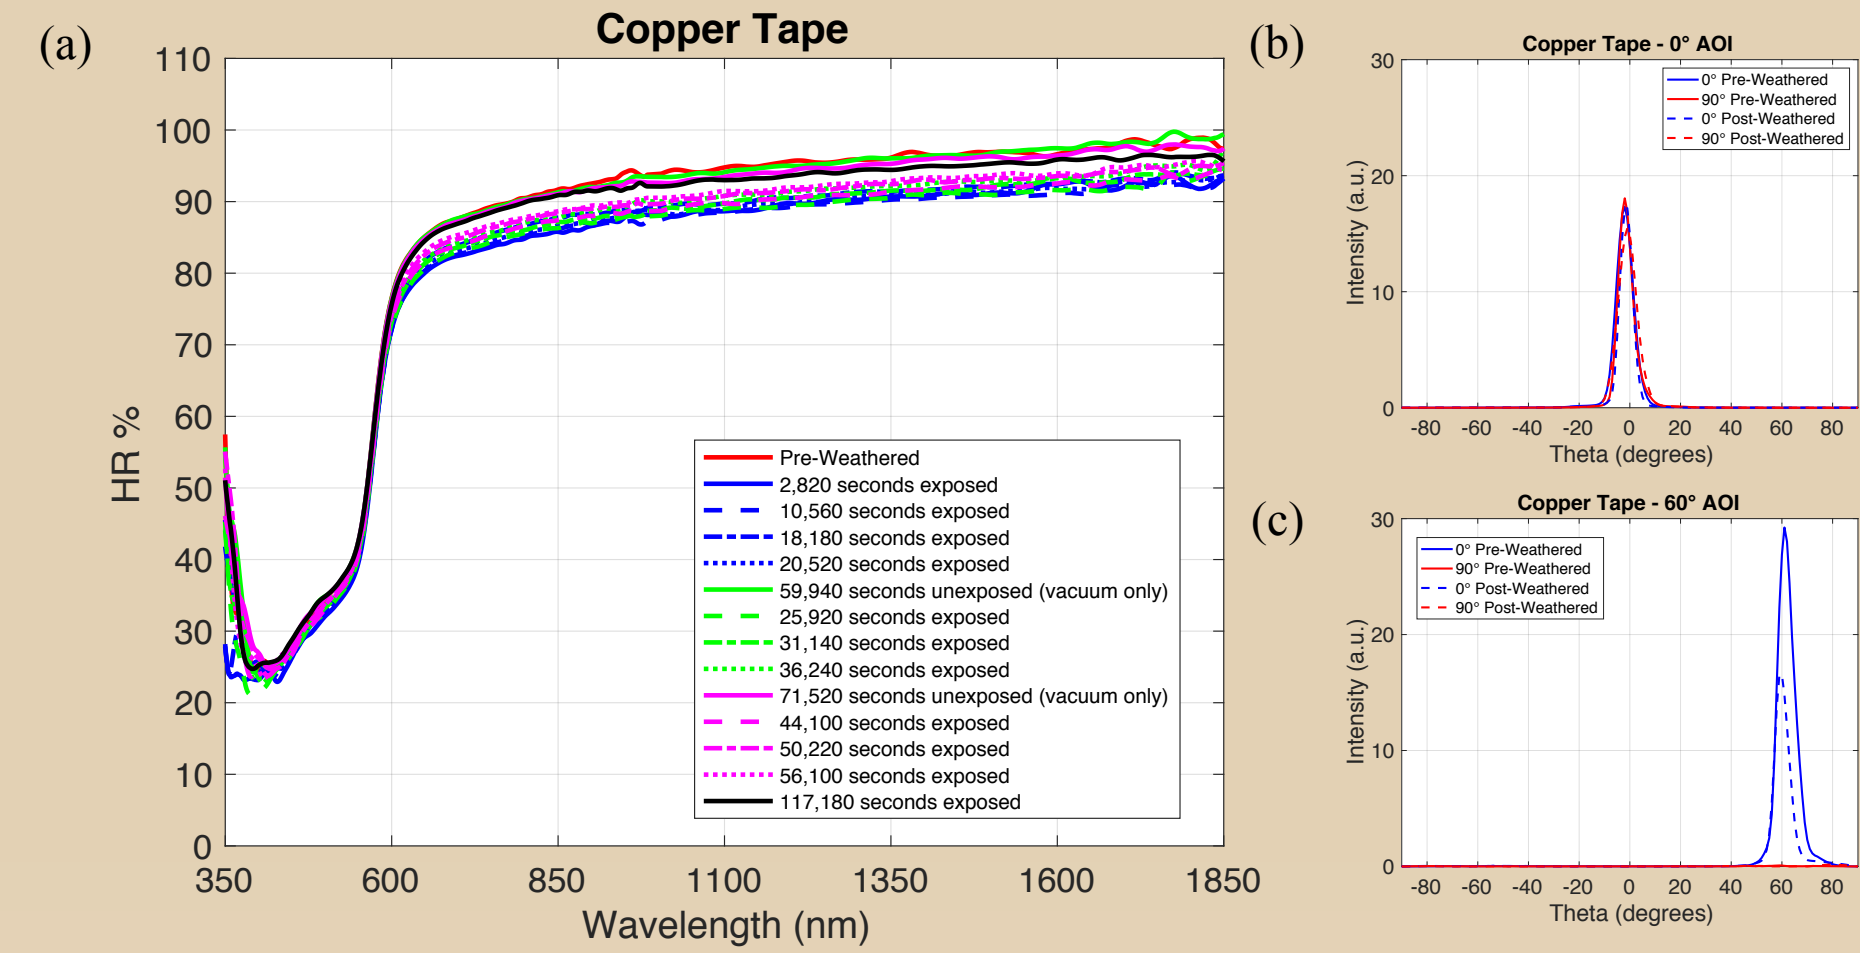 (a)
Copper Tape
110
100
90
80
70
60
50
40
30
20
10
0
HR %
350 600 850 1100 1350 1600 1850
Wavelength (nm)
Pre-Weathered
2,820 seconds exposed
10,560 seconds exposed
18,180 seconds exposed
20,520 seconds exposed
59,940 seconds unexposed (vacuum only)
25,920 seconds exposed
31,140 seconds exposed
36,240 seconds exposed
71,520 seconds unexposed (vacuum only)
44,100 seconds exposed
50,220 seconds exposed
56,100 seconds exposed
117,180 seconds exposed
(b)
Copper Tape - 0° AOI
30
20
10
0
Intensity (a.u.)
0° Pre-Weathered
90° Pre-Weathered
0° Post-Weathered
90° Post-Weathered
-80 -60 -40 -20 0 20 40 60 80
Theta (degrees)
(c)
Copper Tape - 60° AOI
30
20
10
0
Intensity (a.u.)
0° Pre-Weathered
90° Pre-Weathered
0° Post-Weathered
90° Post-Weathered
-80 -60 -40 -20 0 20 40 60 80
Theta (degrees)